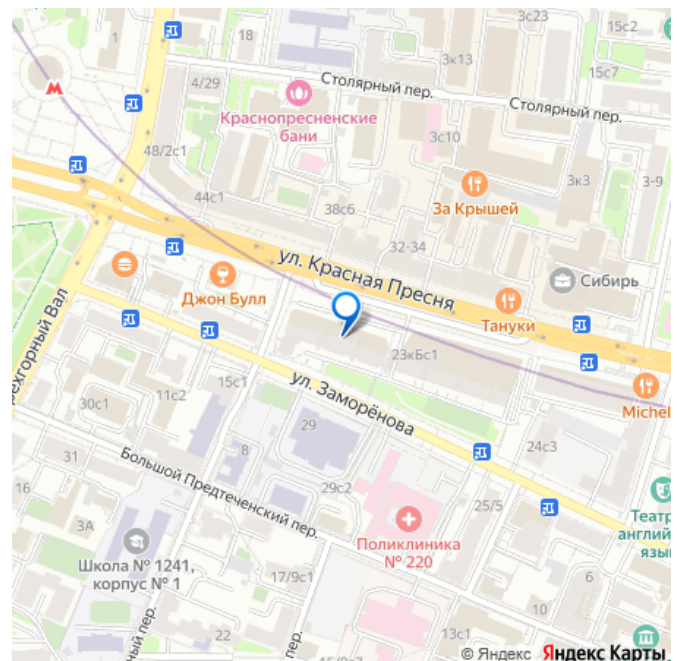 18
3с23
15с2
1
3к13
15с7
4/29
Столярный пер.
Столярный пер.
Краснопресненские
бани
3с10
48/2с1
3к3
3-9
44с1
38с6
За Крышей
32-34
ул. Красная Пресня
Сибирь
Джон Булл
Тануки
23кБс1
15с1
ул. Заморёнова
Michel
11с2
30с1
29
24с3
31
8
Большой Предтеченский пер.
16
29с2
25/5
3А
Поликлиника
№ 220
Театр
англий
язы
Школа № 1241,
корпус № 1
17/9с1
6
10
22
13с1
пер.
© Яндекс Яндекс Карты